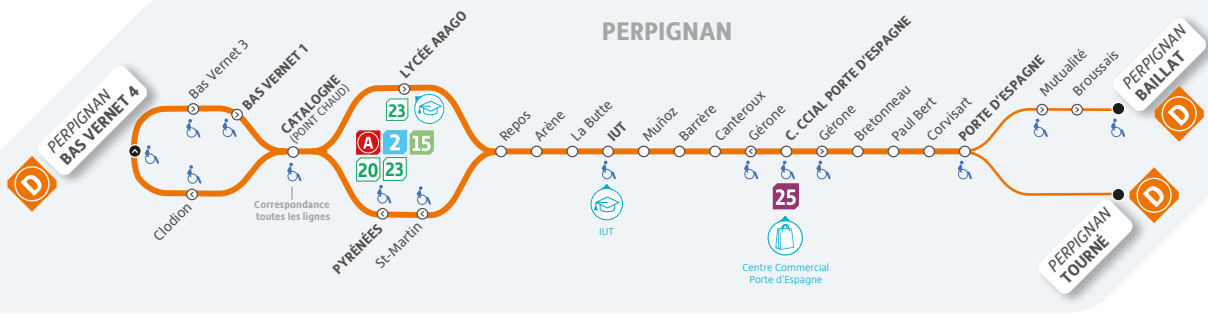 PERPIGNAN
PERPIGNAN
BAS VERNET 4
D
Bas Vernet 3
BAS VERNET 1
Clodion
CATALOGNE
(POINT CHAUD)
Correspondance
toutes les lignes
LYCÉE ARAGO
23
A
2
15
20
23
PYRÉNÉES
St-Martin
Repos
Arène
La Butte
IUT
IUT
Muñoz
Barrère
Canteroux
Gérone
C. CCIAL PORTE D'ESPAGNE
25
Centre Commercial
Porte d'Espagne
Gérone
Bretonneau
Paul Bert
Corvisart
PORTE D'ESPAGNE
Mutualité
Broussais
PERPIGNAN
BAILLAT
D
PERPIGNAN
TOURNÉ
D